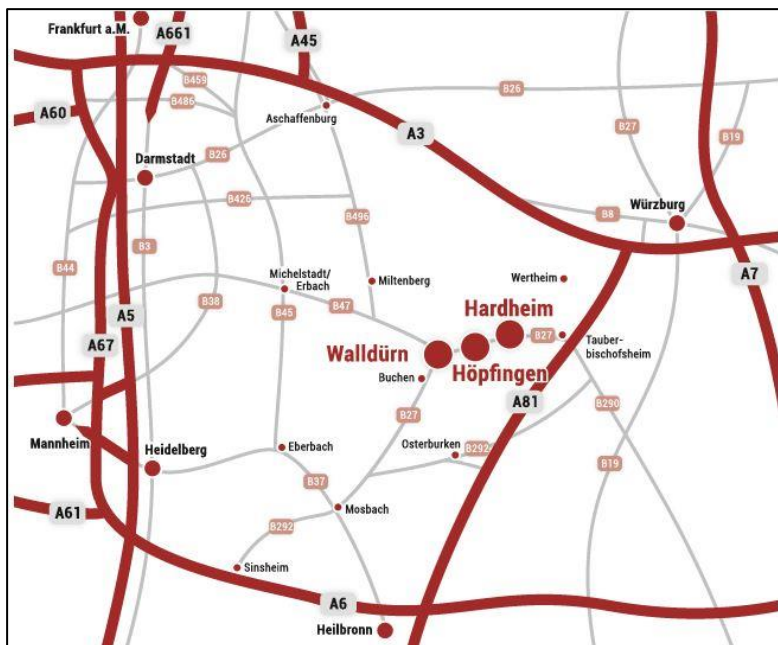 Frankfurt a.M.
A661
A45
B459
B486
A60
B26
Aschaffenburg
A3
B27
B19
Darmstadt
B26
B426
B496
Würzburg
B8
B3
B44
Michelstadt/
Erbach
Miltenberg
Wertheim
A7
B38
B45
B47
A5
Hardheim
A67
Walldürn
B27
Tauber-
bischofsheim
Höpfingen
Buchen
A81
B290
B27
Mannheim
Heidelberg
Eberbach
Osterburken
B292
B19
B37
A61
Mosbach
B292
Sinsheim
A6
Heilbronn